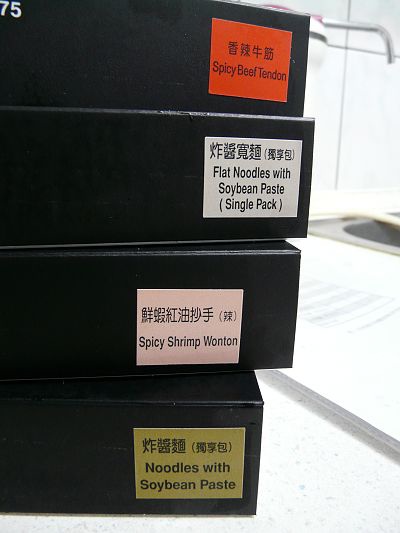 75
香辣牛筋
Spicy Beef Tendon
炸醬寬麵（獨享包）
Flat Noodles with
Soybean Paste
( Single Pack )
鮮蝦紅油抄手（辣）
Spicy Shrimp Wonton
炸醬麵（獨享包）
Noodles with
Soybean Paste